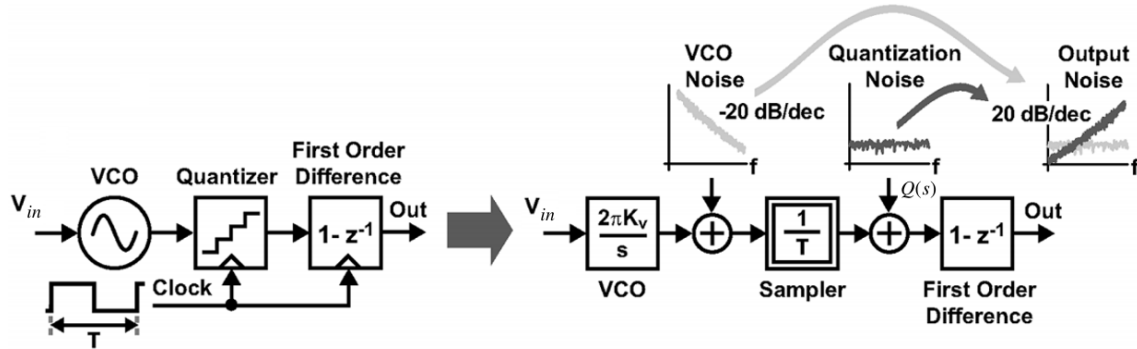 VCO Noise
Quantization Noise
Output Noise
-20 dB/dec
20 dB/dec
f
f
f
VCO
Quantizer
First Order Difference
V_in
1- z⁻¹
Out
Clock
T
V_in
2πK_v
s
VCO
1
T
Sampler
Q(s)
1- z⁻¹
Out
First Order
Difference